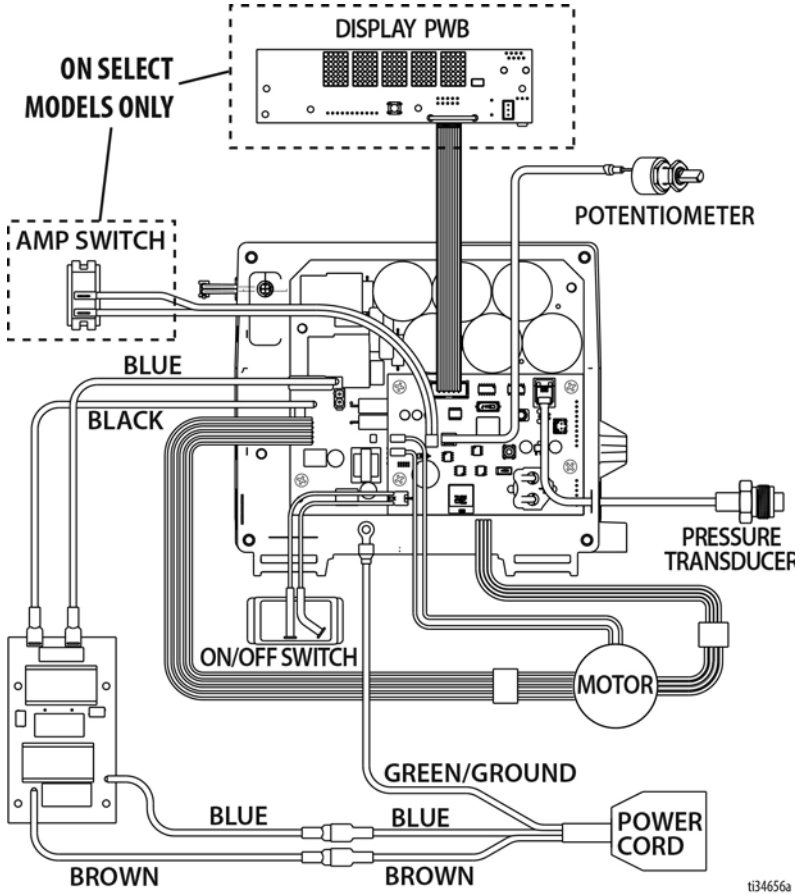 DISPLAY PWB
ON SELECT
MODELS ONLY
POTENTIOMETER
AMP SWITCH
BLUE
BLACK
PRESSURE
TRANSDUCER
ON/OFF SWITCH
MOTOR
GREEN/GROUND
BLUE
BLUE
POWER
CORD
BROWN
BROWN
ti34656a